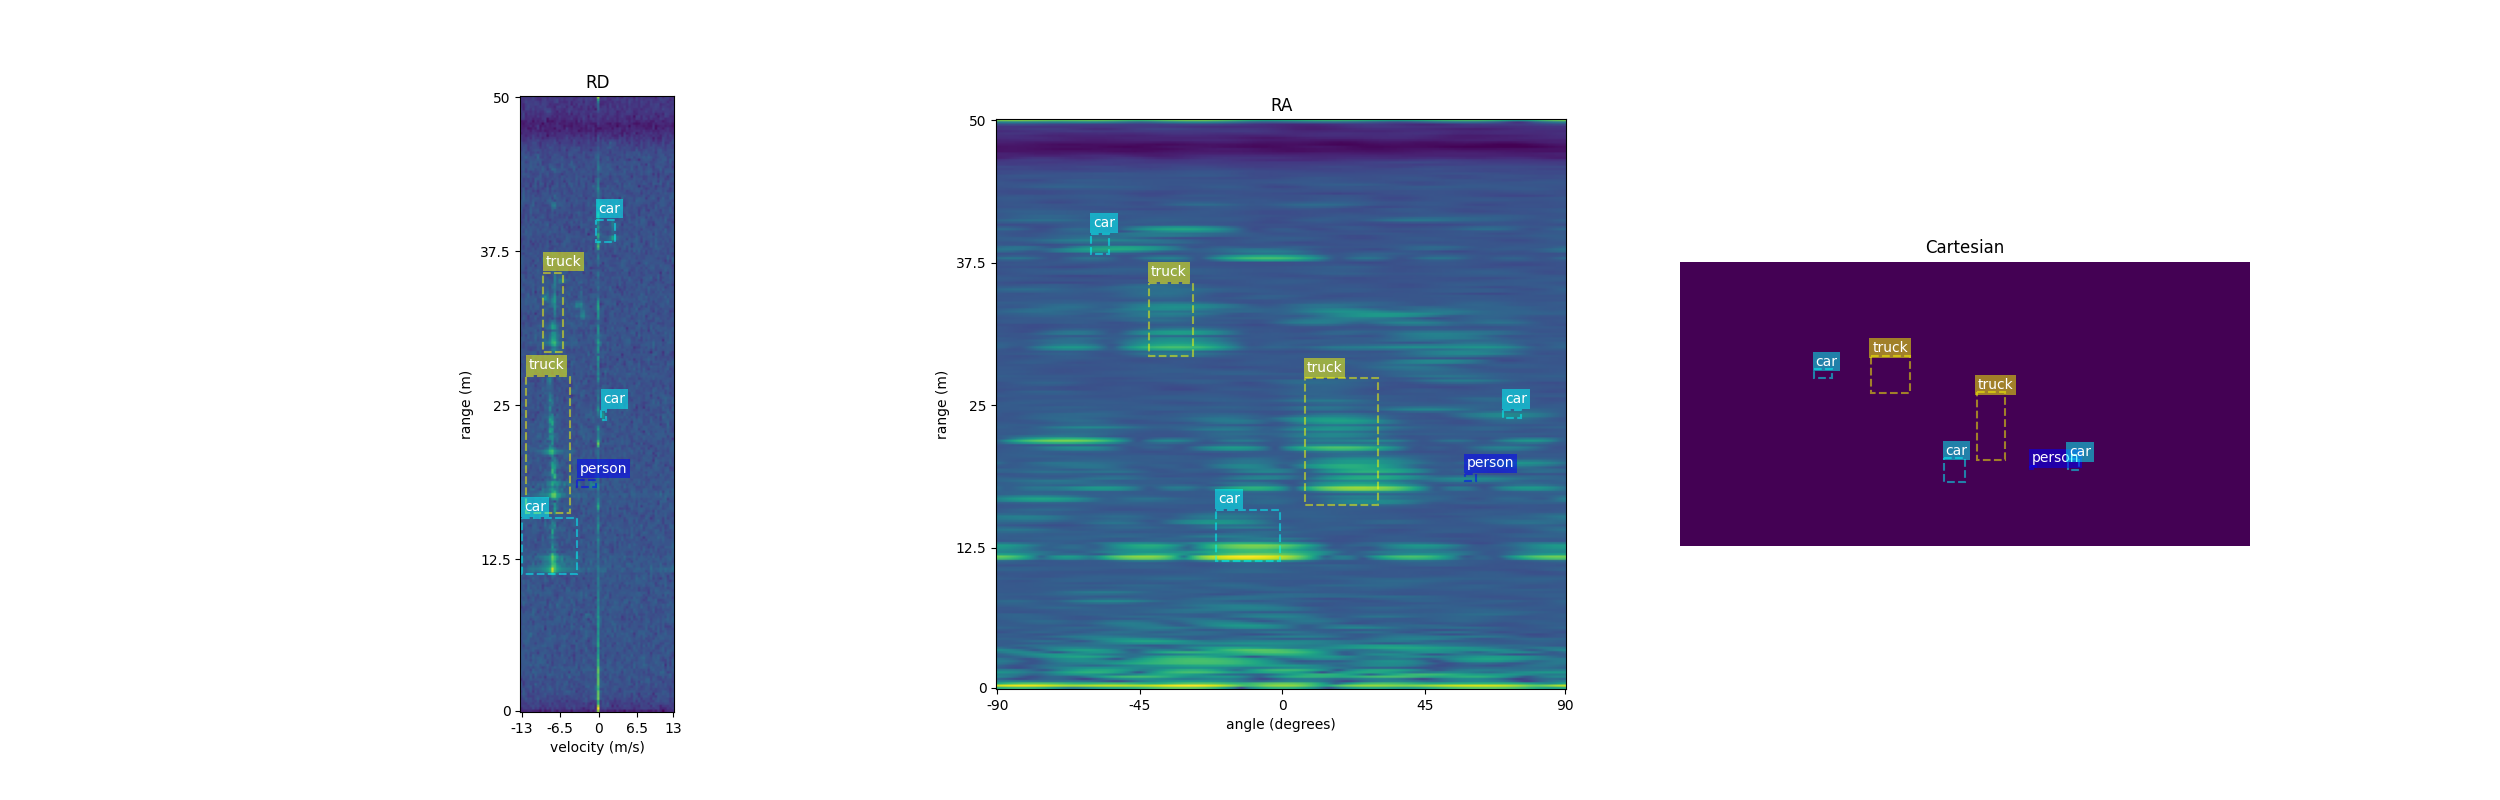 RD
50
37.5
25
12.5
0
range (m)
-13
-6.5
0
6.5
13
velocity (m/s)
car
truck
truck
car
person
car
RA
50
37.5
25
12.5
0
range (m)
-90
-45
0
45
90
angle (degrees)
car
truck
truck
car
person
car
Cartesian
truck
car
truck
car
person
car